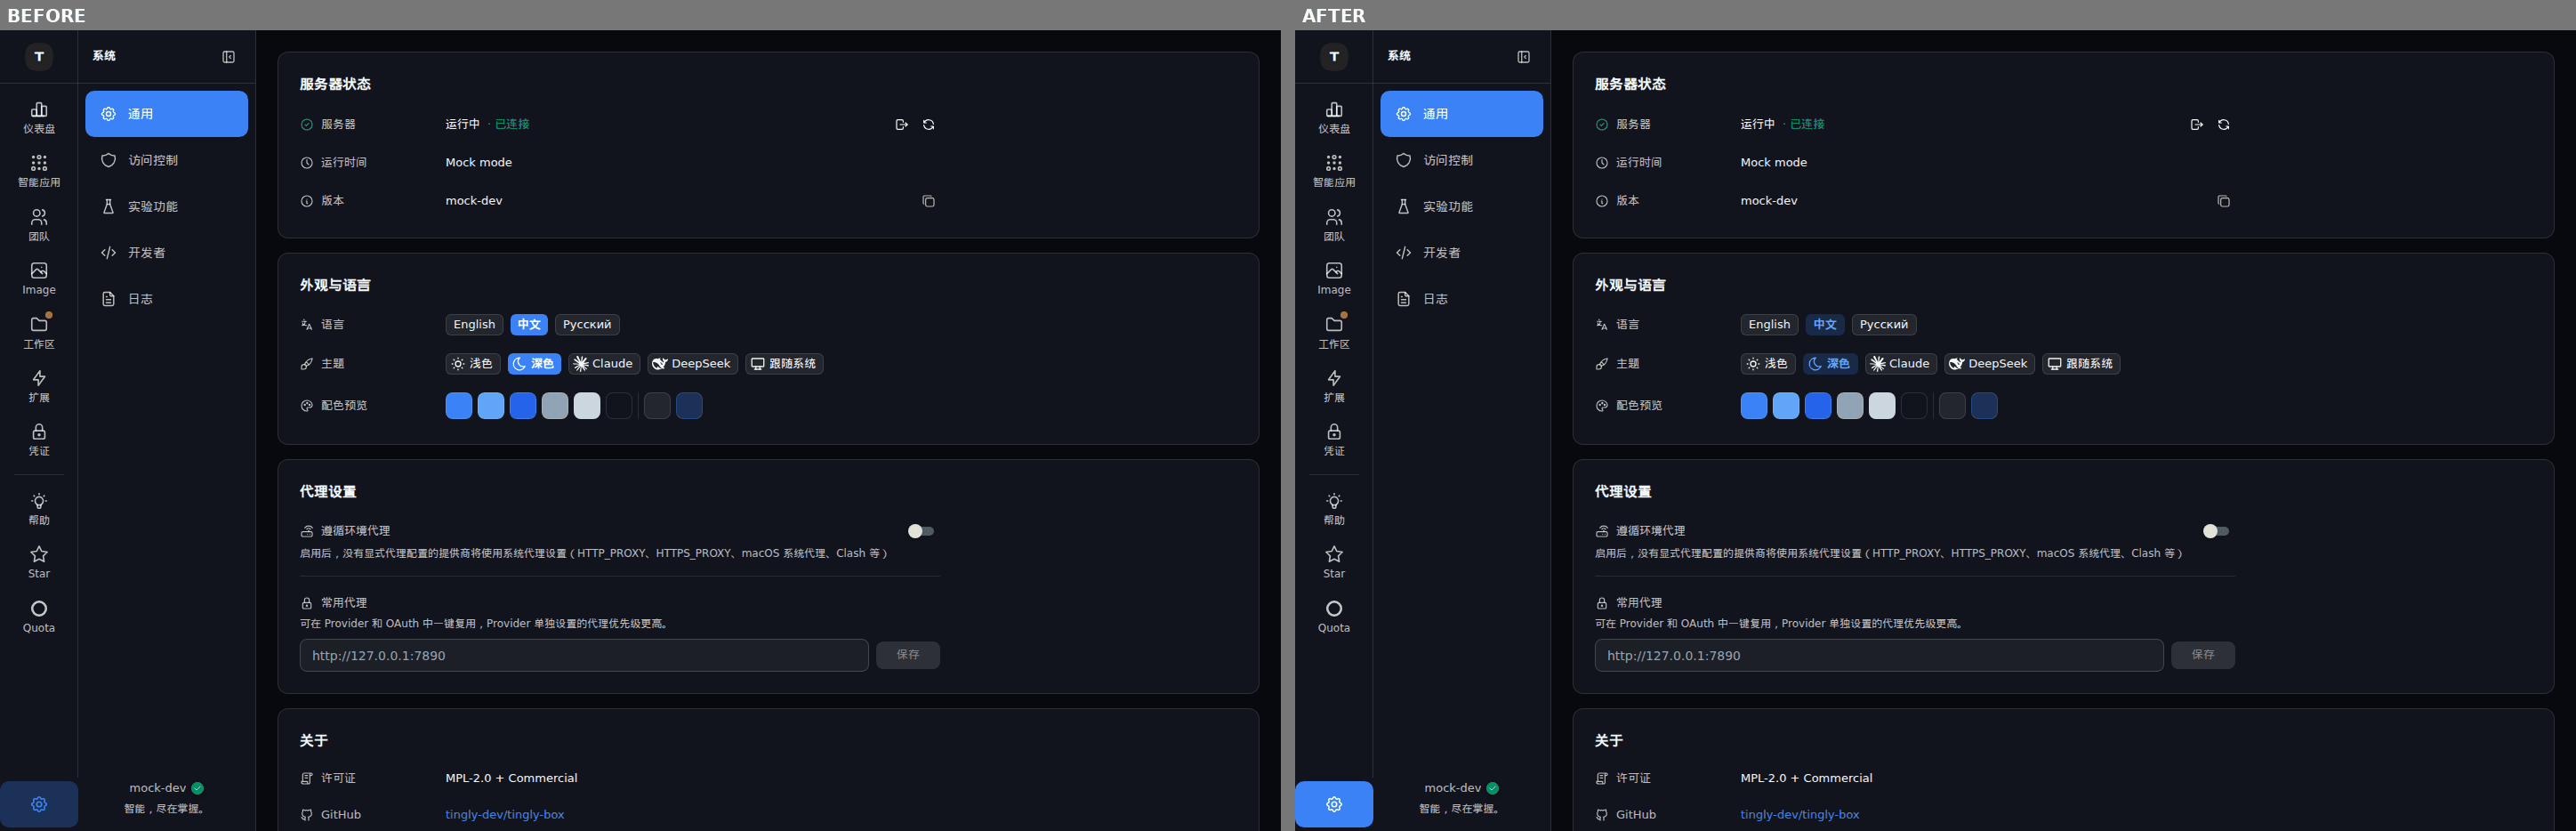 BEFORE
T
系统
仪表盘
智能应用
团队
Image
工作区
扩展
凭证
帮助
Star
Quota
通用
访问控制
实验功能
开发者
日志
mock-dev
智能，尽在掌握。
服务器状态
服务器 运行中 · 已连接
运行时间 Mock mode
版本 mock-dev
外观与语言
语言 English 中文 Русский
主题 浅色 深色 Claude DeepSeek 跟随系统
配色预览
代理设置
遵循环境代理
启用后，没有显式代理配置的提供商将使用系统代理设置（HTTP_PROXY、HTTPS_PROXY、macOS 系统代理、Clash 等）
常用代理
可在 Provider 和 OAuth 中一键复用，Provider 单独设置的代理优先级更高。
http://127.0.0.1:7890 保存
关于
许可证 MPL-2.0 + Commercial
GitHub tingly-dev/tingly-box
AFTER
T
系统
仪表盘
智能应用
团队
Image
工作区
扩展
凭证
帮助
Star
Quota
通用
访问控制
实验功能
开发者
日志
mock-dev
智能，尽在掌握。
服务器状态
服务器 运行中 · 已连接
运行时间 Mock mode
版本 mock-dev
外观与语言
语言 English 中文 Русский
主题 浅色 深色 Claude DeepSeek 跟随系统
配色预览
代理设置
遵循环境代理
启用后，没有显式代理配置的提供商将使用系统代理设置（HTTP_PROXY、HTTPS_PROXY、macOS 系统代理、Clash 等）
常用代理
可在 Provider 和 OAuth 中一键复用，Provider 单独设置的代理优先级更高。
http://127.0.0.1:7890 保存
关于
许可证 MPL-2.0 + Commercial
GitHub tingly-dev/tingly-box